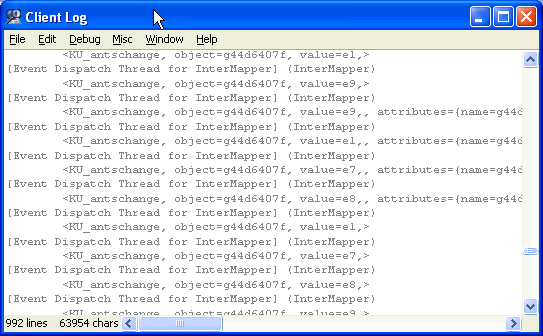 Client Log
File Edit Debug Misc Window Help
<KU_antschange, object=g44d6407f, value=el,>
[Event Dispatch Thread for InterMapper] (InterMapper)
<KU_antschange, object=g44d6407f, value=e9,>
[Event Dispatch Thread for InterMapper] (InterMapper)
<KU_antschange, object=g44d6407f, value=e9,, attributes={name=g44d
[Event Dispatch Thread for InterMapper] (InterMapper)
<KU_antschange, object=g44d6407f, value=el,, attributes={name=g44d
[Event Dispatch Thread for InterMapper] (InterMapper)
<KU_antschange, object=g44d6407f, value=e7,, attributes={name=g44d
[Event Dispatch Thread for InterMapper] (InterMapper)
<KU_antschange, object=g44d6407f, value=e8,, attributes={name=g44d
[Event Dispatch Thread for InterMapper] (InterMapper)
<KU_antschange, object=g44d6407f, value=el,>
[Event Dispatch Thread for InterMapper] (InterMapper)
<KU_antschange, object=g44d6407f, value=e7,>
[Event Dispatch Thread for InterMapper] (InterMapper)
<KU_antschange, object=g44d6407f, value=e8,>
[Event Dispatch Thread for InterMapper] (InterMapper)
<KU_antschange, object=g44d6407f, value=e9,>
992 lines 63954 chars